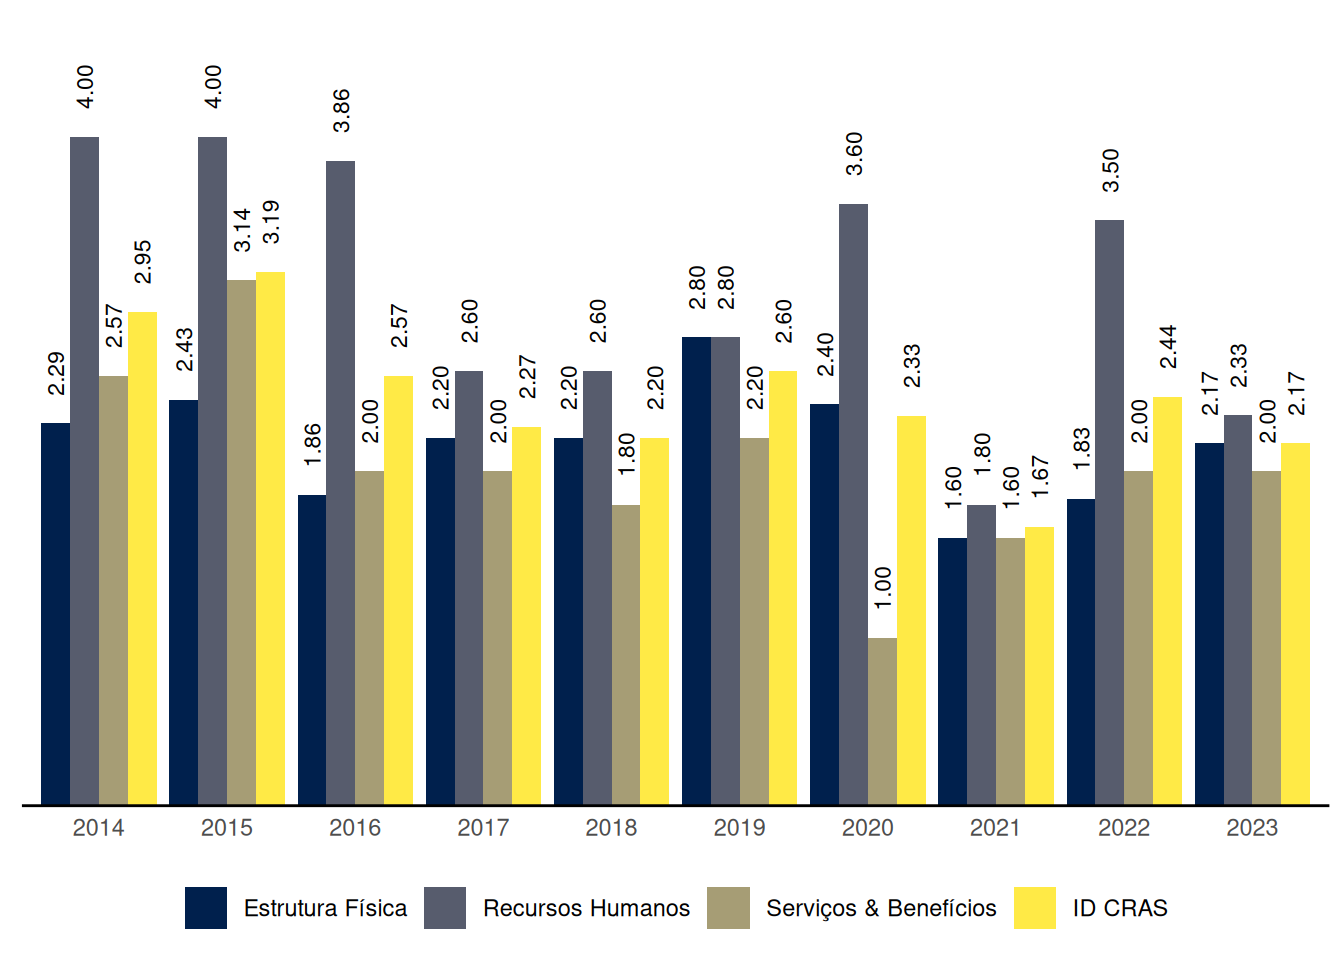 4.00 4.00 3.86 3.60 3.50
2.29 2.57 2.95
2.43 3.14 3.19
1.86 2.00 2.57
2.20 2.60 2.00 2.27
2.20 2.60 1.80 2.20
2.80 2.80 2.20 2.60
2.40 1.00 2.33
1.60 1.80 1.60 1.67
1.83 2.00 2.44
2.17 2.33 2.00 2.17
2014 2015 2016 2017 2018 2019 2020 2021 2022 2023
Estrutura Física Recursos Humanos Serviços & Benefícios ID CRAS